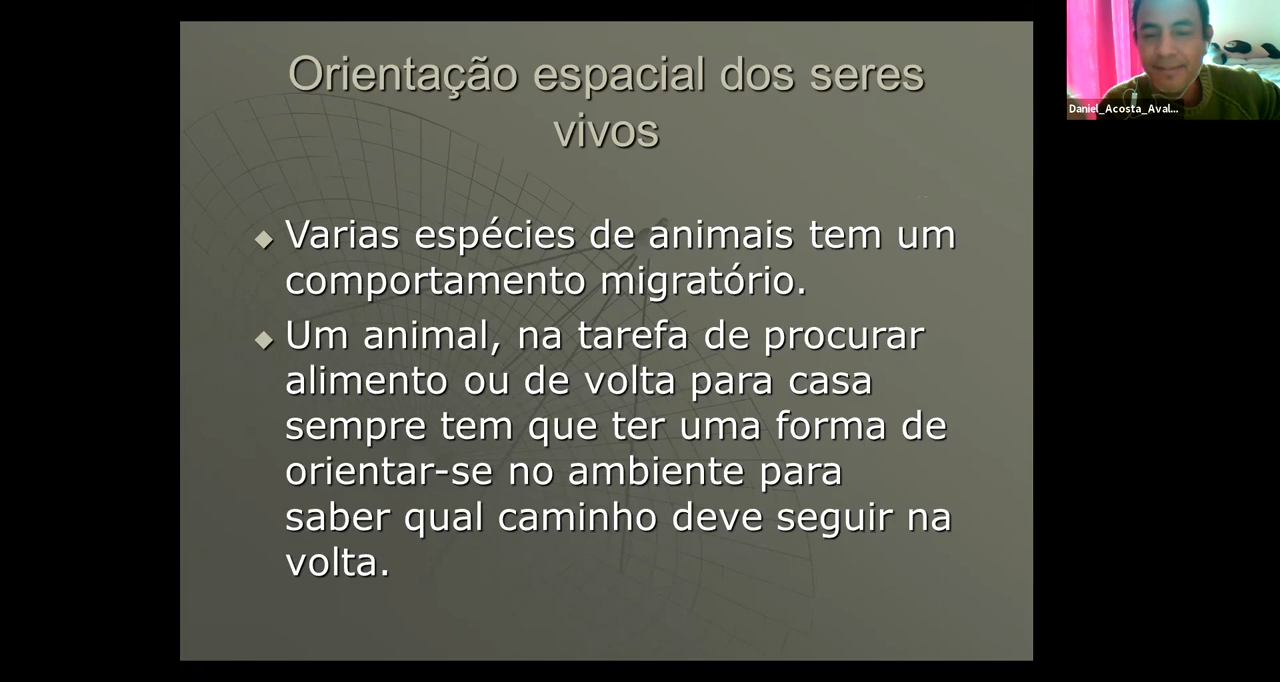 Orientação espacial dos seres
vivos
Varias espécies de animais tem um
comportamento migratório.
Um animal, na tarefa de procurar
alimento ou de volta para casa
sempre tem que ter uma forma de
orientar-se no ambiente para
saber qual caminho deve seguir na
volta.
Daniel_Acosta_Aval...